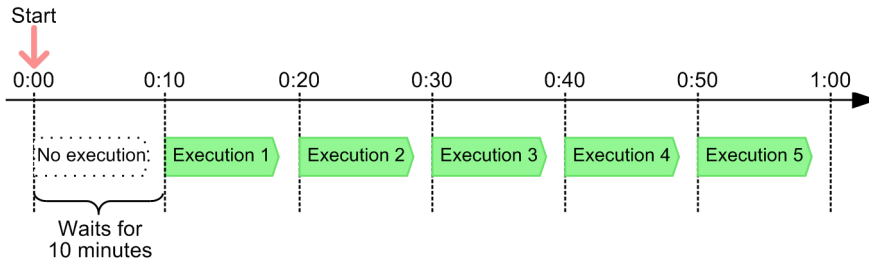 Start
0:00 0:10 0:20 0:30 0:40 0:50 1:00
No execution Execution 1 Execution 2 Execution 3 Execution 4 Execution 5
Waits for
10 minutes